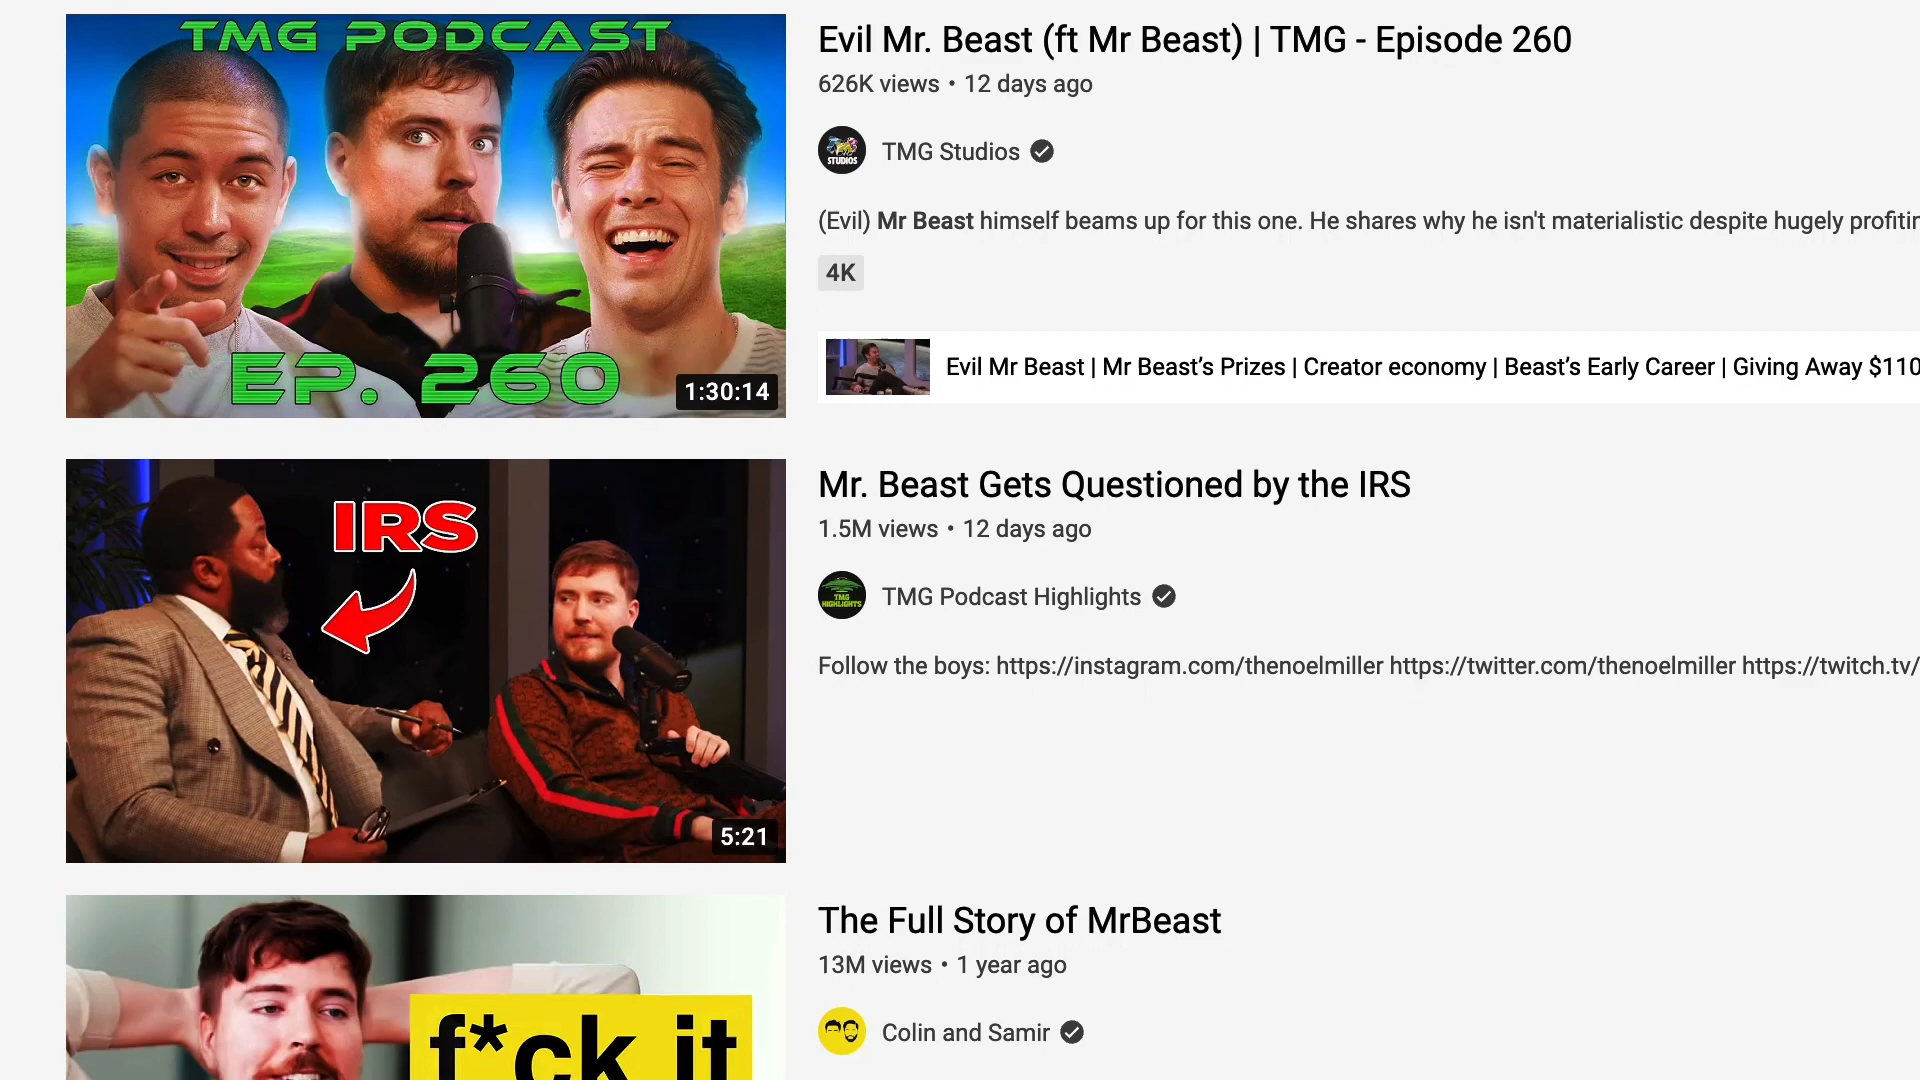 TMG PODCAST
EP. 260
1:30:14
Evil Mr. Beast (ft Mr Beast) | TMG - Episode 260
626K views • 12 days ago
STUDIOS
TMG Studios
(Evil) Mr Beast himself beams up for this one. He shares why he isn't materialistic despite hugely
4K
Evil Mr Beast | Mr Beast’s Prizes | Creator economy | Beast’s Early Career | Giving Away $110
IRS
5:21
Mr. Beast Gets Questioned by the IRS
1.5M views • 12 days ago
TMG
HIGHLIGHTS
TMG Podcast Highlights
Follow the boys: https://instagram.com/thenoelmiller https://twitter.com/thenoelmiller https://twitch.tv/
f*ck it
The Full Story of MrBeast
13M views • 1 year ago
Colin and Samir